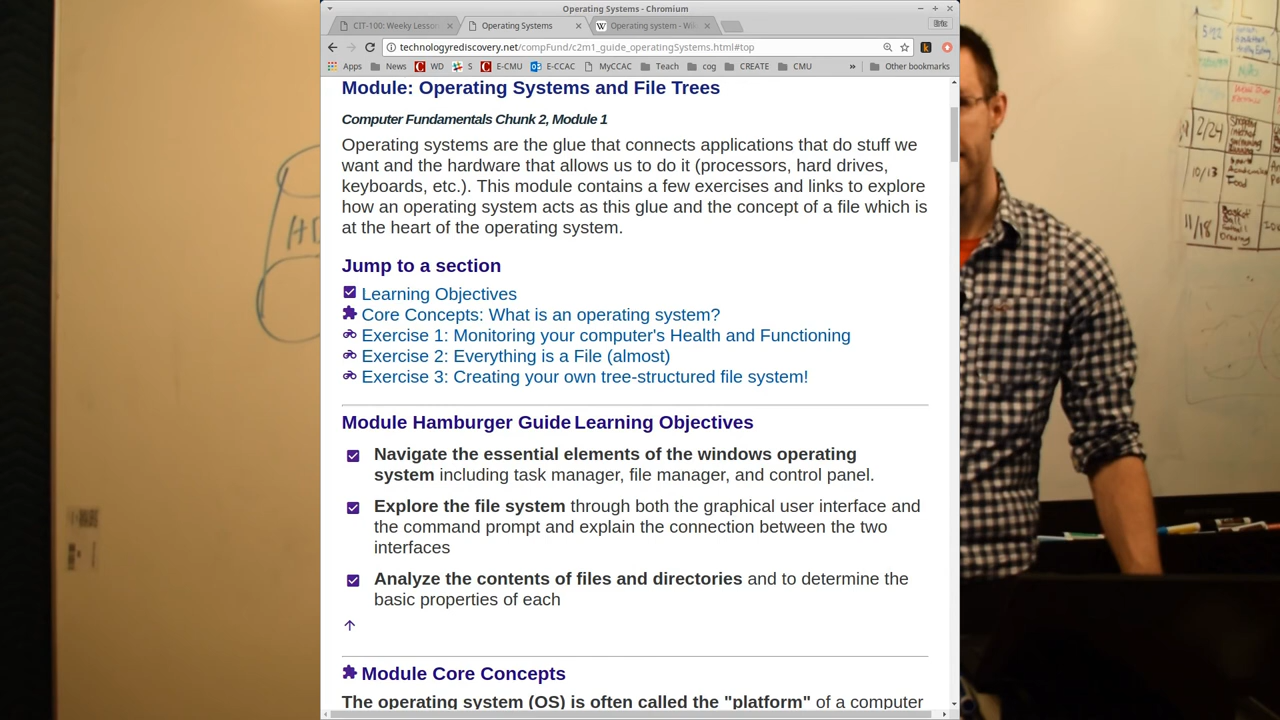 Operating Systems - Chromium
CIT-100: Weeky Lesso
Operating Systems
Operating system - Wi
Eric
technologyrediscovery.net/compFund/c2m1_guide_operatingSystems.html#top
Apps News WD S E-CMU E-CCAC MyCCAC Teach cog CREATE CMU » Other bookmarks
Module: Operating Systems and File Trees
Computer Fundamentals Chunk 2, Module 1
Operating systems are the glue that connects applications that do stuff we
want and the hardware that allows us to do it (processors, hard drives,
keyboards, etc.). This module contains a few exercises and links to explore
how an operating system acts as this glue and the concept of a file which is
at the heart of the operating system.
Jump to a section
Learning Objectives
Core Concepts: What is an operating system?
Exercise 1: Monitoring your computer's Health and Functioning
Exercise 2: Everything is a File (almost)
Exercise 3: Creating your own tree-structured file system!
Module Hamburger Guide Learning Objectives
Navigate the essential elements of the windows operating
system including task manager, file manager, and control panel.
Explore the file system through both the graphical user interface and
the command prompt and explain the connection between the two
interfaces
Analyze the contents of files and directories and to determine the
basic properties of each
Module Core Concepts
The operating system (OS) is often called the "platform" of a computer
HD
5/22
2/24
10/13
Food
11/18
Basket
Ball
Drawing